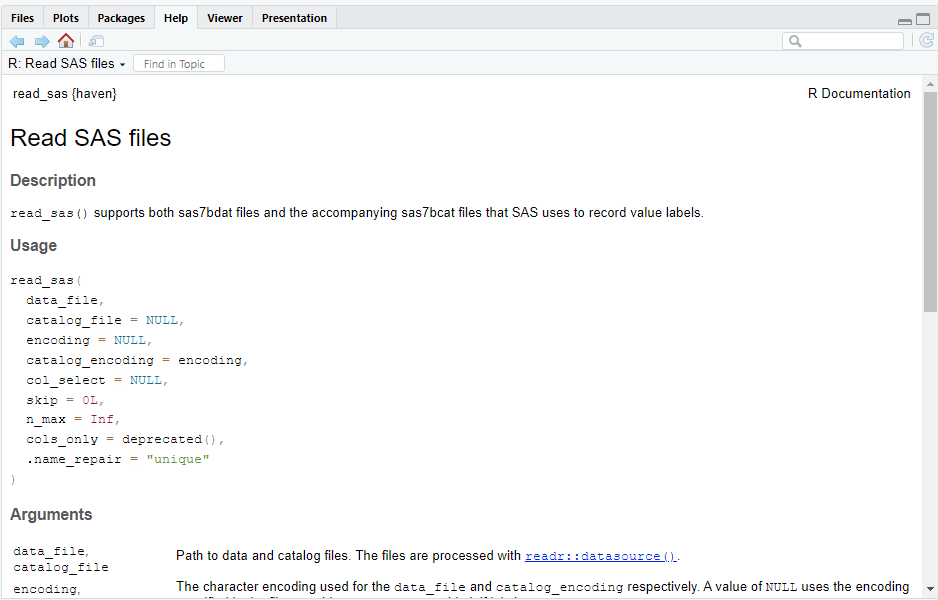 Files Plots Packages Help Viewer Presentation
R: Read SAS files Find in Topic
read_sas {haven} R Documentation
Read SAS files
Description
read_sas() supports both sas7bdat files and the accompanying sas7bcat files that SAS uses to record value labels.
Usage
read_sas(
  data_file,
  catalog_file = NULL,
  encoding = NULL,
  catalog_encoding = encoding,
  col_select = NULL,
  skip = 0L,
  n_max = Inf,
  cols_only = deprecated(),
  .name_repair = "unique"
)
Arguments
data_file,
catalog_file
Path to data and catalog files. The files are processed with readr::datasource().
encoding,
The character encoding used for the data_file and catalog_encoding respectively. A value of NULL uses the encoding